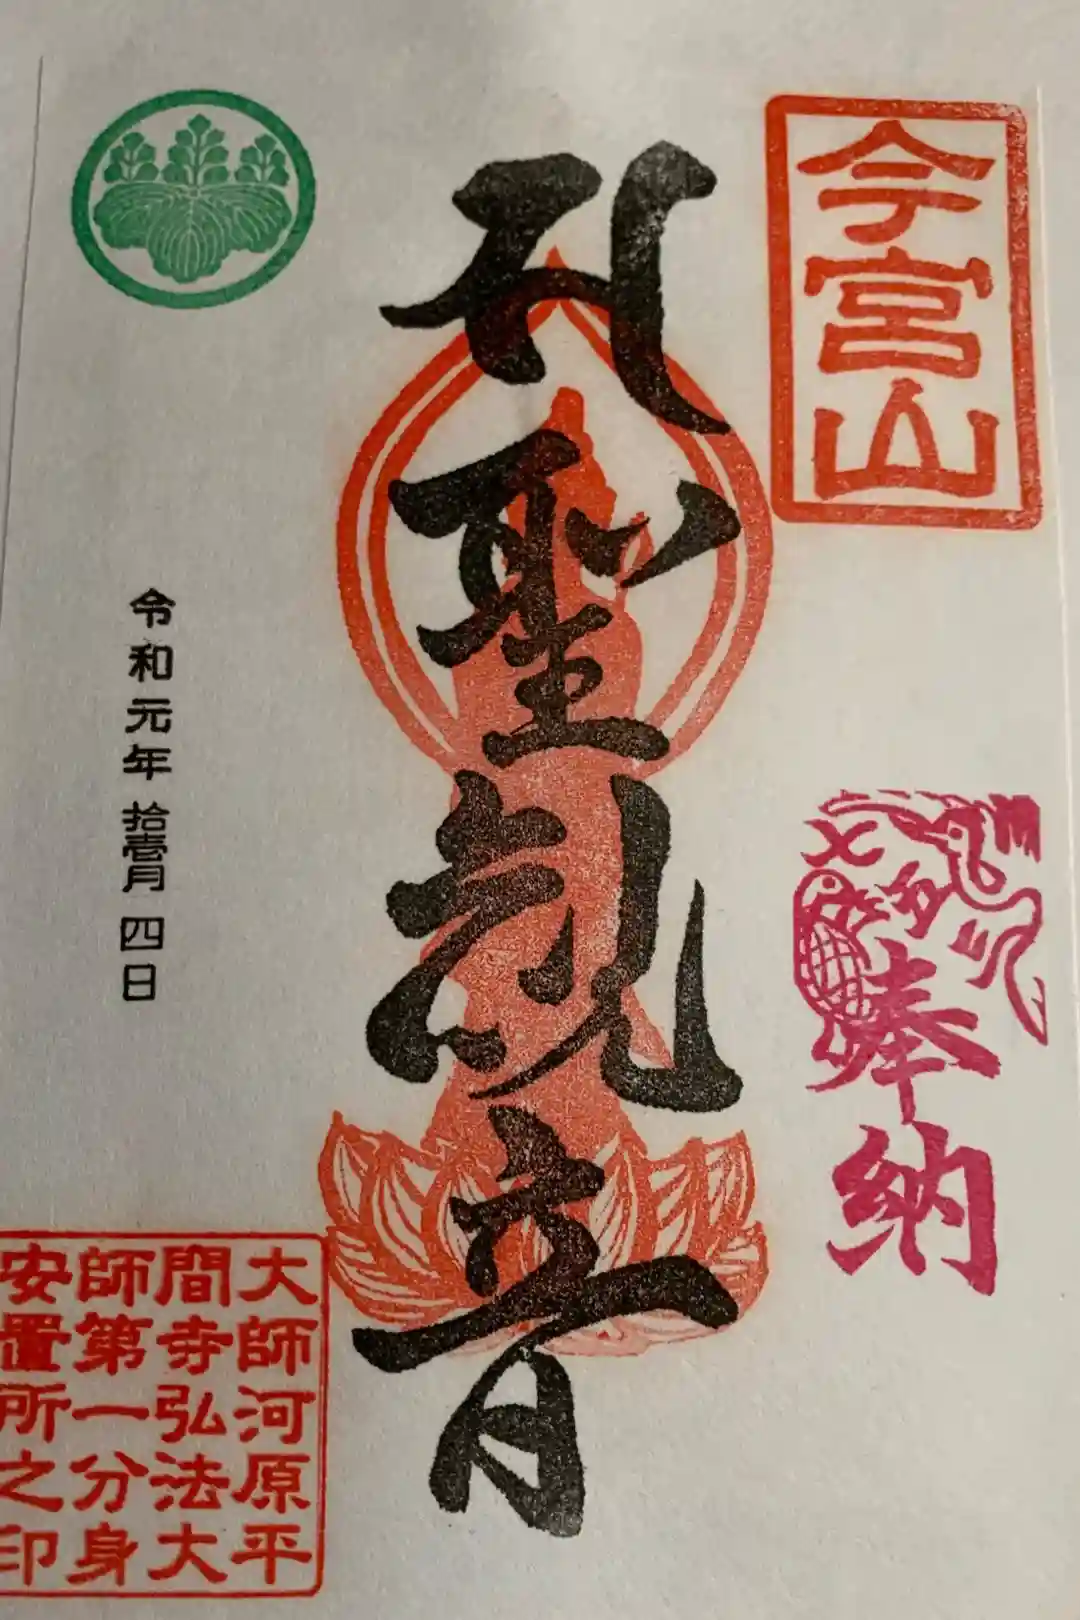 今宮山
奉納
聖観音
令和元年拾壱月四日
大師河原平
間寺弘法大
師第一分身
安置所之印